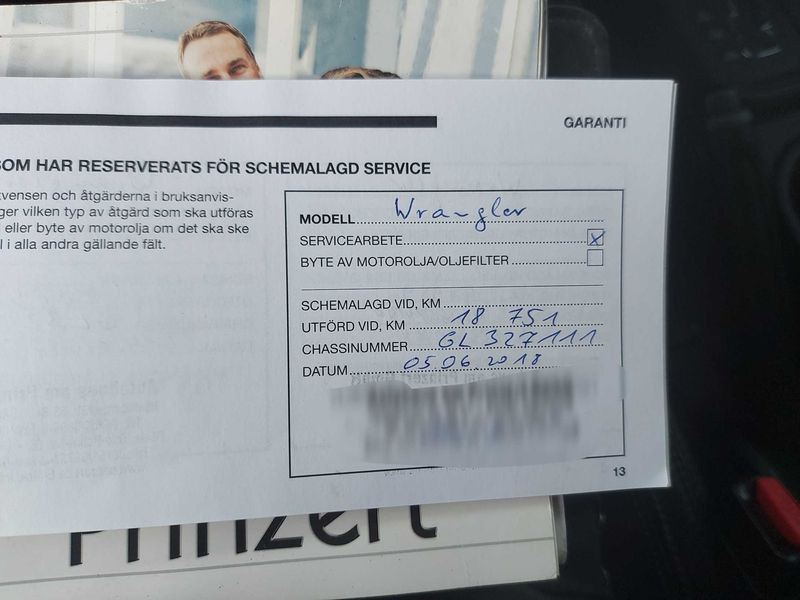 GARANTI
SOM HAR RESERVERATS FÖR SCHEMALAGD SERVICE
kvensen och åtgärderna i bruksanvis-
ger vilken typ av åtgärd som ska utföras
eller byte av motorolja om det ska ske
l i alla andra gällande fält.
MODELL Wrangler
SERVICEARBETE x
BYTE AV MOTOROLJA/OLJEFILTER
SCHEMALAGD VID, KM
UTFÖRD VID, KM 18 751
CHASSINUMMER GL 327111
DATUM 05.06.2018
13
Prinzert